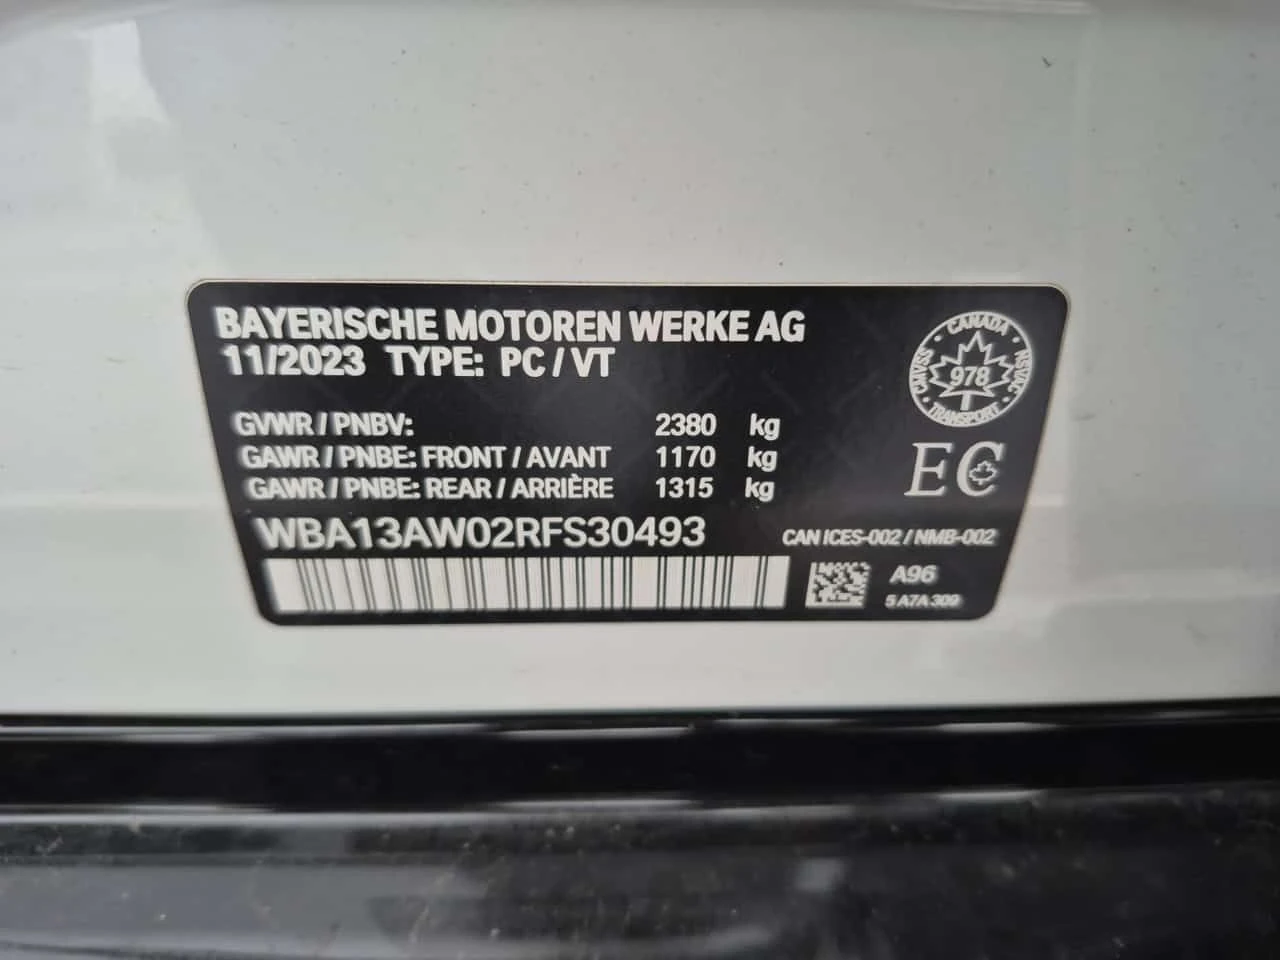 BAYERISCHE MOTOREN WERKE AG
11/2023 TYPE: PC / VT
GVWR / PNBV: 2380 kg
GAWR / PNBE: FRONT / AVANT 1170 kg
GAWR / PNBE: REAR / ARRIÈRE 1315 kg
WBA13AW02RFS30493
CANADA
CMVSS
NSVAC
978
TRANSPORT
EC
CAN ICES-002 / NMB-002
A96
5 A7A 309